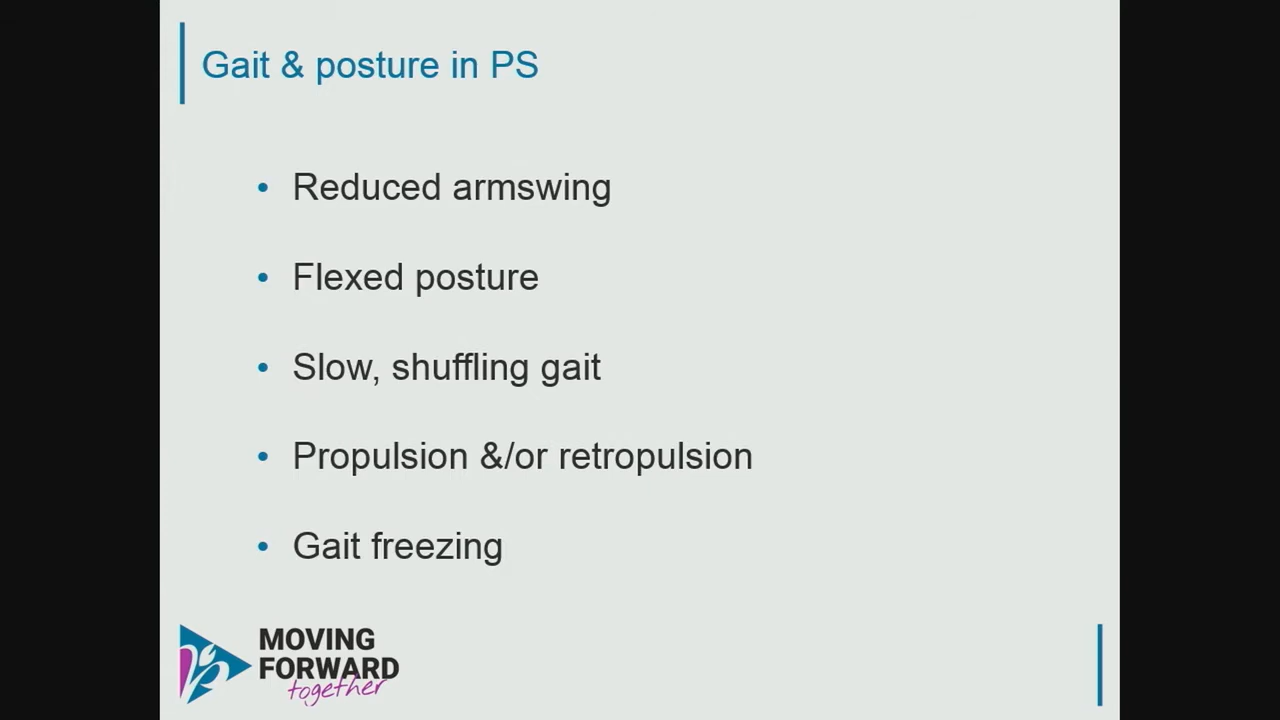 Gait & posture in PS
• Reduced armswing
• Flexed posture
• Slow, shuffling gait
• Propulsion &/or retropulsion
• Gait freezing
MOVING
FORWARD
together